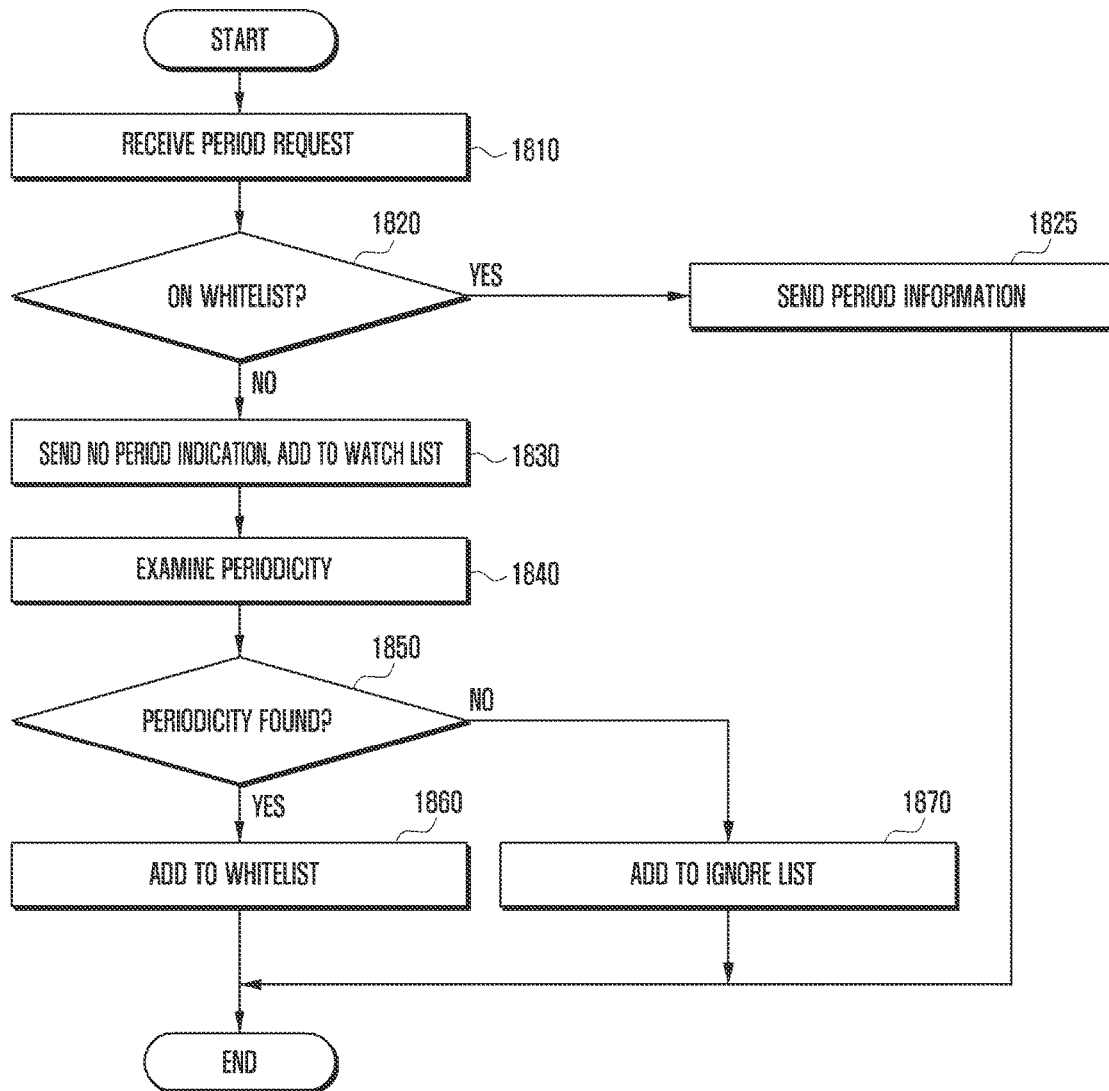 START
RECEIVE PERIOD REQUEST
1810
1820
ON WHITELIST?
YES
1825
SEND PERIOD INFORMATION
NO
SEND NO PERIOD INDICATION, ADD TO WATCH LIST
1830
EXAMINE PERIODICITY
1840
1850
PERIODICITY FOUND?
NO
YES
1860
ADD TO WHITELIST
1870
ADD TO IGNORE LIST
END